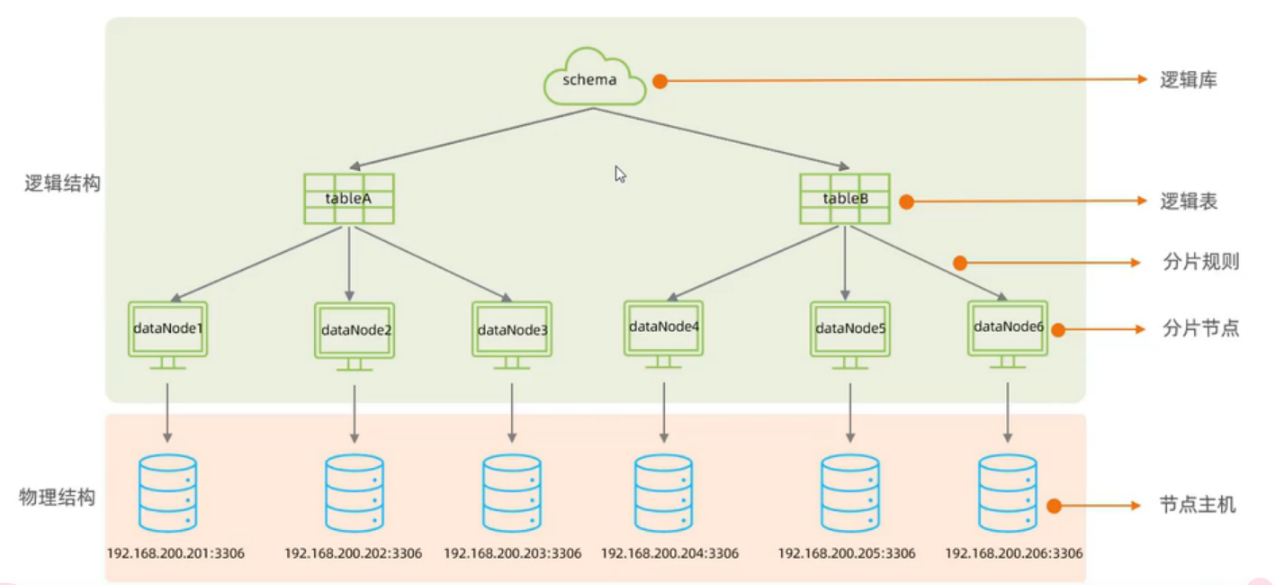 schema
逻辑库
逻辑结构
tableA
tableB
逻辑表
分片规则
dataNode1
dataNode2
dataNode3
dataNode4
dataNode5
dataNode6
分片节点
物理结构
节点主机
192.168.200.201:3306
192.168.200.202:3306
192.168.200.203:3306
192.168.200.204:3306
192.168.200.205:3306
192.168.200.206:3306